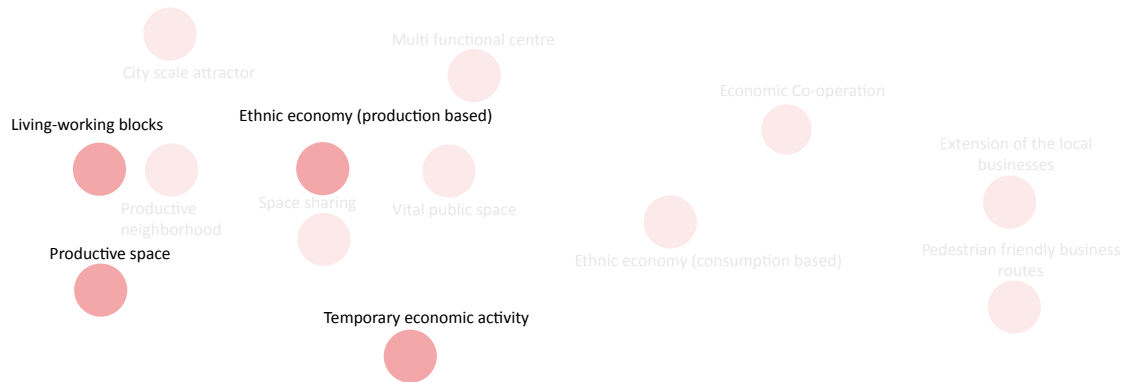 Multi functional centre
City scale attractor
Economic Co-operation
Ethnic economy (production based)
Living-working blocks
Extension of the local
businesses
Productive
neighborhood
Space sharing
Vital public space
Productive space
Ethnic economy (consumption based)
Pedestrian friendly business
routes
Temporary economic activity